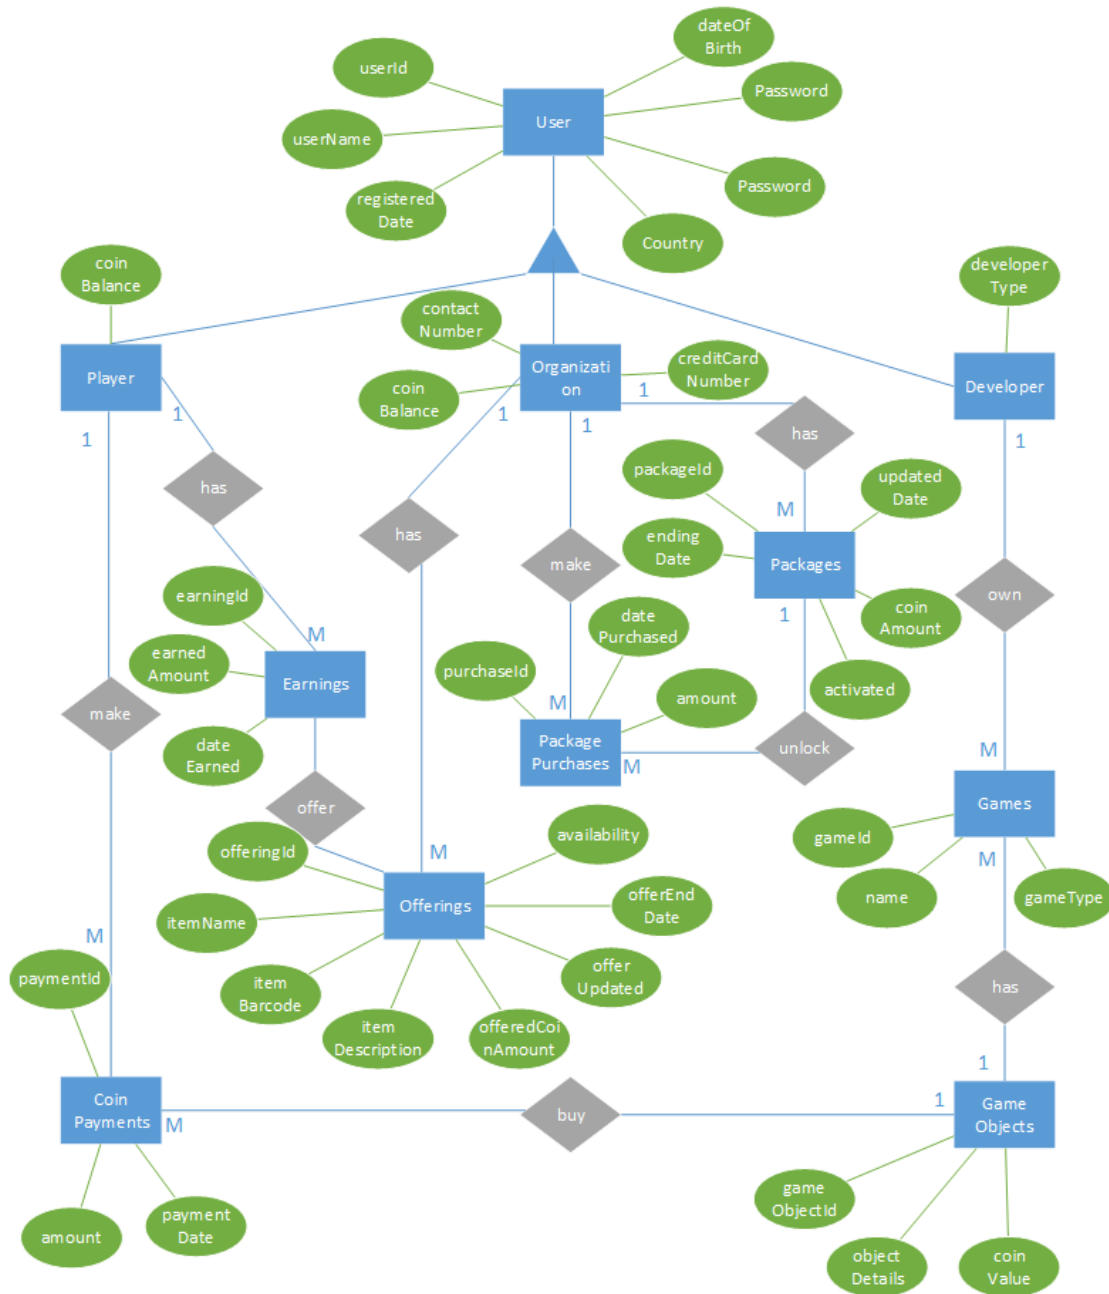 dateOf
Birth
userId
Password
User
userName
Password
registered
Date
Country
coin
Balance
developer
Type
contact
Number
Player
Organizati
on
creditCard
Number
Developer
coin
Balance
1
1
1
1
1
1
has
has
packageId
updated
Date
has
ending
Date
M
Packages
make
own
earningId
date
Purchased
coin
Amount
1
M
earned
Amount
Earnings
purchaseId
activated
make
M
amount
date
Earned
Package
Purchases
M
unlock
M
offer
Games
availability
gameId
offeringId
M
M
Offerings
offerEnd
Date
name
gameType
itemName
M
offer
Updated
paymentId
item
Barcode
has
item
Description
offeredCoi
nAmount
1
Coin
Payments
M
buy
1
Game
Objects
game
ObjectId
amount
payment
Date
object
Details
coin
Value